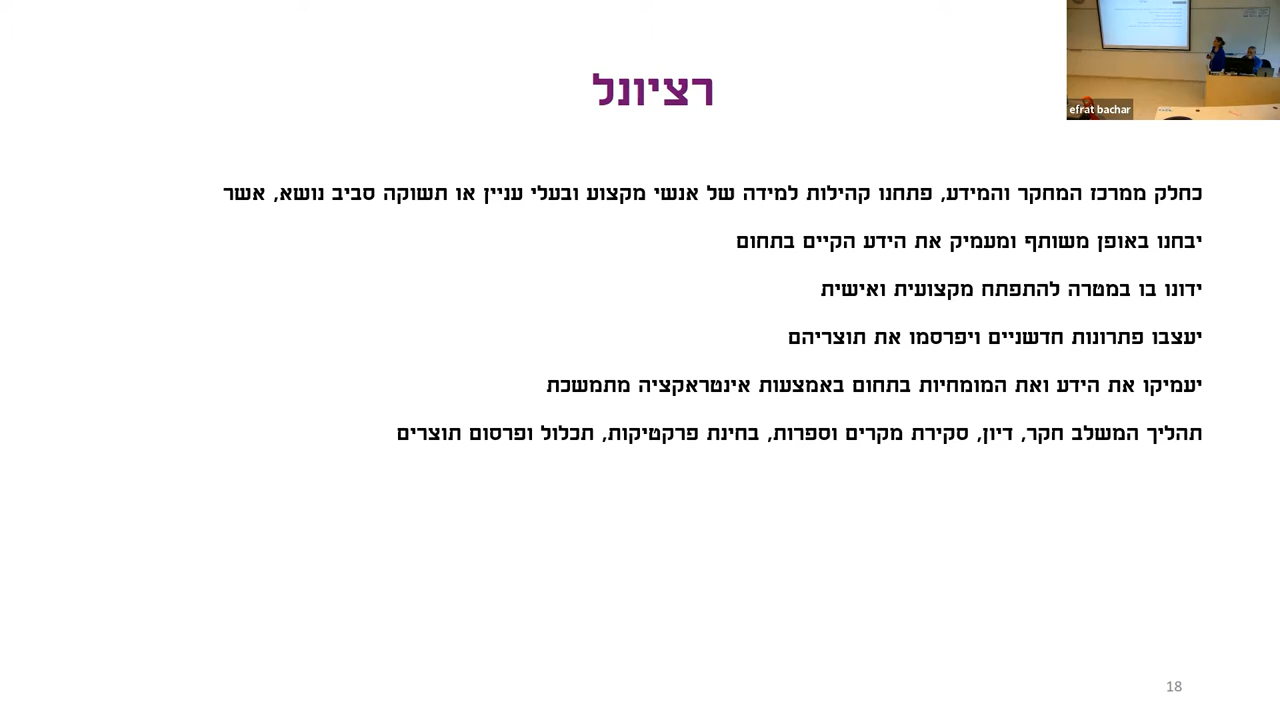 רציונל
efrat bachar
כחלק ממרכז המחקר והמידע, פתחנו קהילות למידה של אנשי מקצוע ובעלי עניין או תשוקה סביב נושא, אשר
יבחנו באופן משותף ומעמיק את הידע הקיים בתחום
ידונו בו במטרה להתפתח מקצועית ואישית
יעצבו פתרונות חדשניים ויפרסמו את תוצריהם
יעמיקו את הידע ואת המומחיות בתחום באמצעות אינטראקציה מתמשכת
תהליך המשלב חקר, דיון, סקירת מקרים וספרות, בחינת פרקטיקות, תכלול ופרסום תוצרים
18